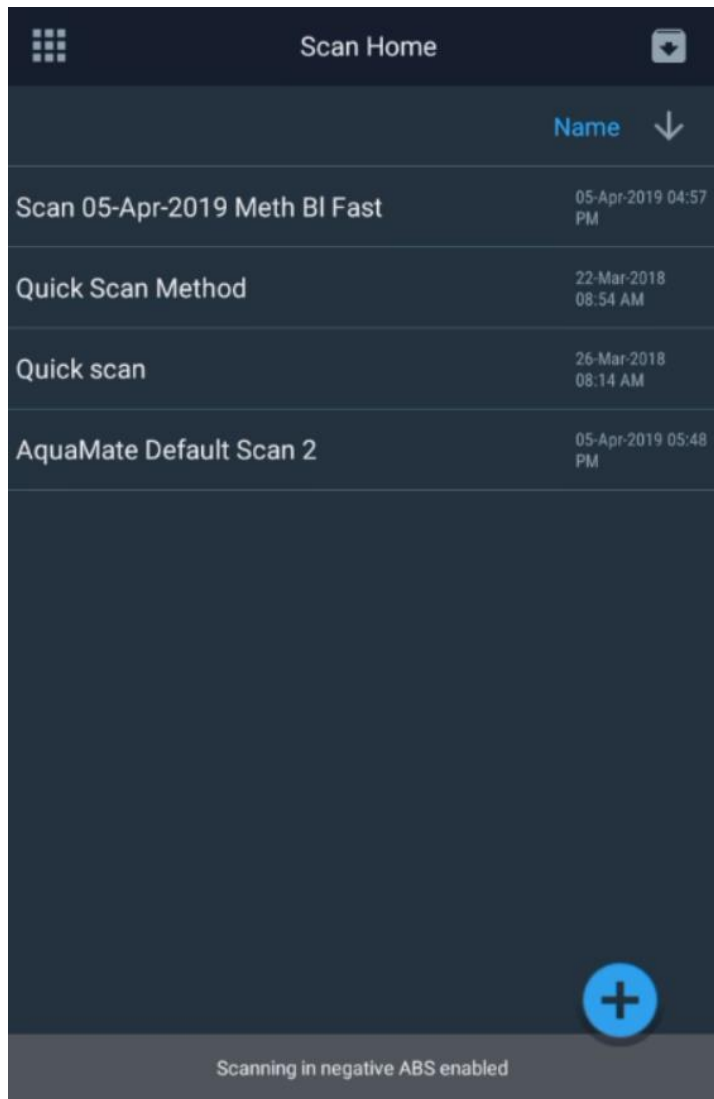 Scan Home
Name
Scan 05-Apr-2019 Meth Bl Fast
05-Apr-2019 04:57
PM
Quick Scan Method
22-Mar-2018
08:54 AM
Quick scan
26-Mar-2018
08:14 AM
AquaMate Default Scan 2
05-Apr-2019 05:48
PM
Scanning in negative ABS enabled